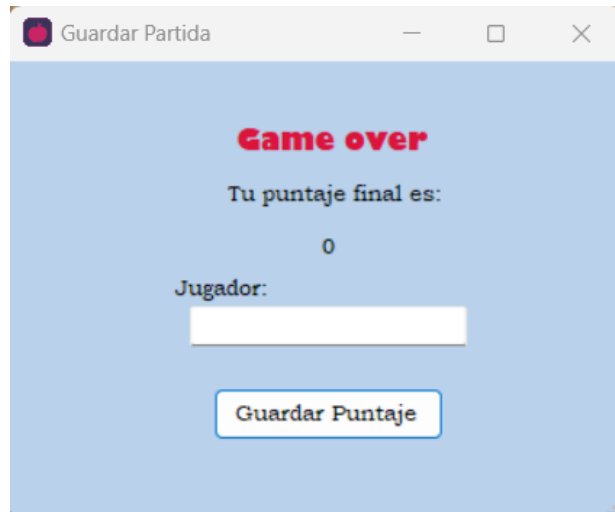 Guardar Partida
Game over
Tu puntaje final es:
0
Jugador:
Guardar Puntaje